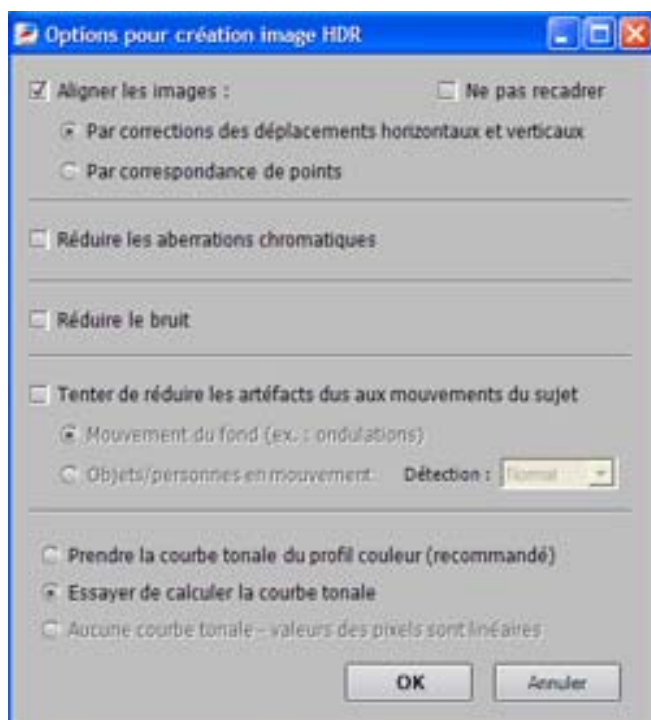 Options pour création image HDR
Aligner les images : Ne pas recadrer
Par corrections des déplacements horizontaux et verticaux
Par correspondance de points
Réduire les aberrations chromatiques
Réduire le bruit
Tenter de réduire les artéfacts dus aux mouvements du sujet
Mouvement du fond (ex. : ondulations)
Objets/personnes en mouvement Détection : Normal
Prendre la courbe tonale du profil couleur (recommandé)
Essayer de calculer la courbe tonale
Aucune courbe tonale - valeurs des pixels sont linéaires
OK Annuler